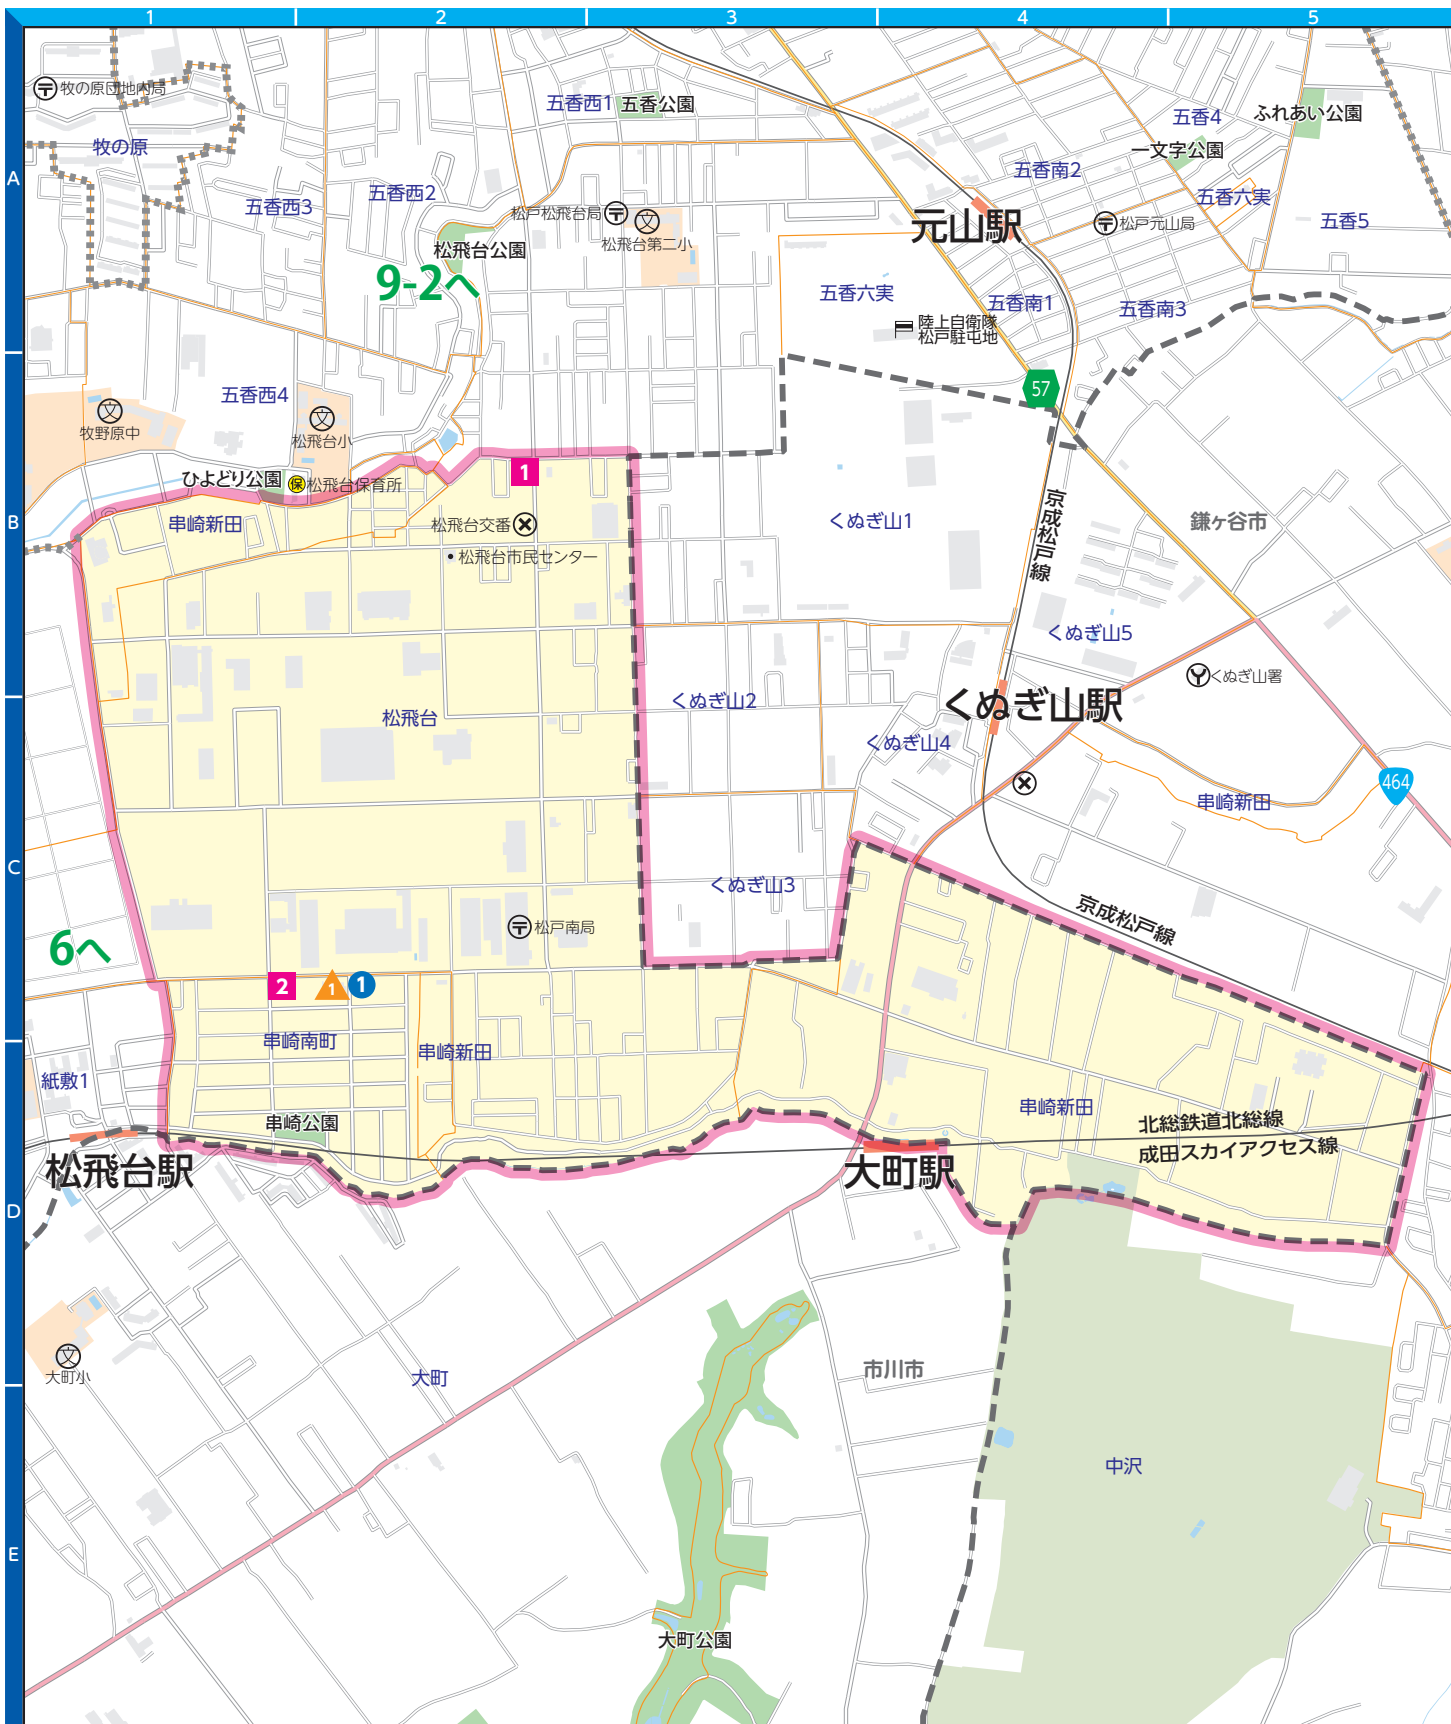 1
2
3
4
5
A
B
C
D
E
牧の原団地内局
牧の原
五香西1
五香公園
五香西2
五香西3
松戸松飛台局
松飛台第二小
松飛台公園
9-2へ
五香4
ふれあい公園
一文字公園
五香南2
五香六実
松戸元山局
五香5
元山駅
五香六実
五香南1
五香南3
陸上自衛隊
松戸駐屯地
57
五香西4
牧野原中
松飛台小
ひよどり公園
保
松飛台保育所
1
串崎新田
松飛台交番
松飛台市民センター
くぬぎ山1
京成松戸線
鎌ヶ谷市
くぬぎ山5
くぬぎ山署
くぬぎ山2
くぬぎ山駅
松飛台
くぬぎ山4
464
串崎新田
くぬぎ山3
京成松戸線
松戸南局
6へ
2
1
1
串崎南町
串崎新田
紙敷1
串崎公園
串崎新田
北総鉄道北総線
成田スカイアクセス線
松飛台駅
大町駅
大町小
大町
市川市
中沢
大町公園